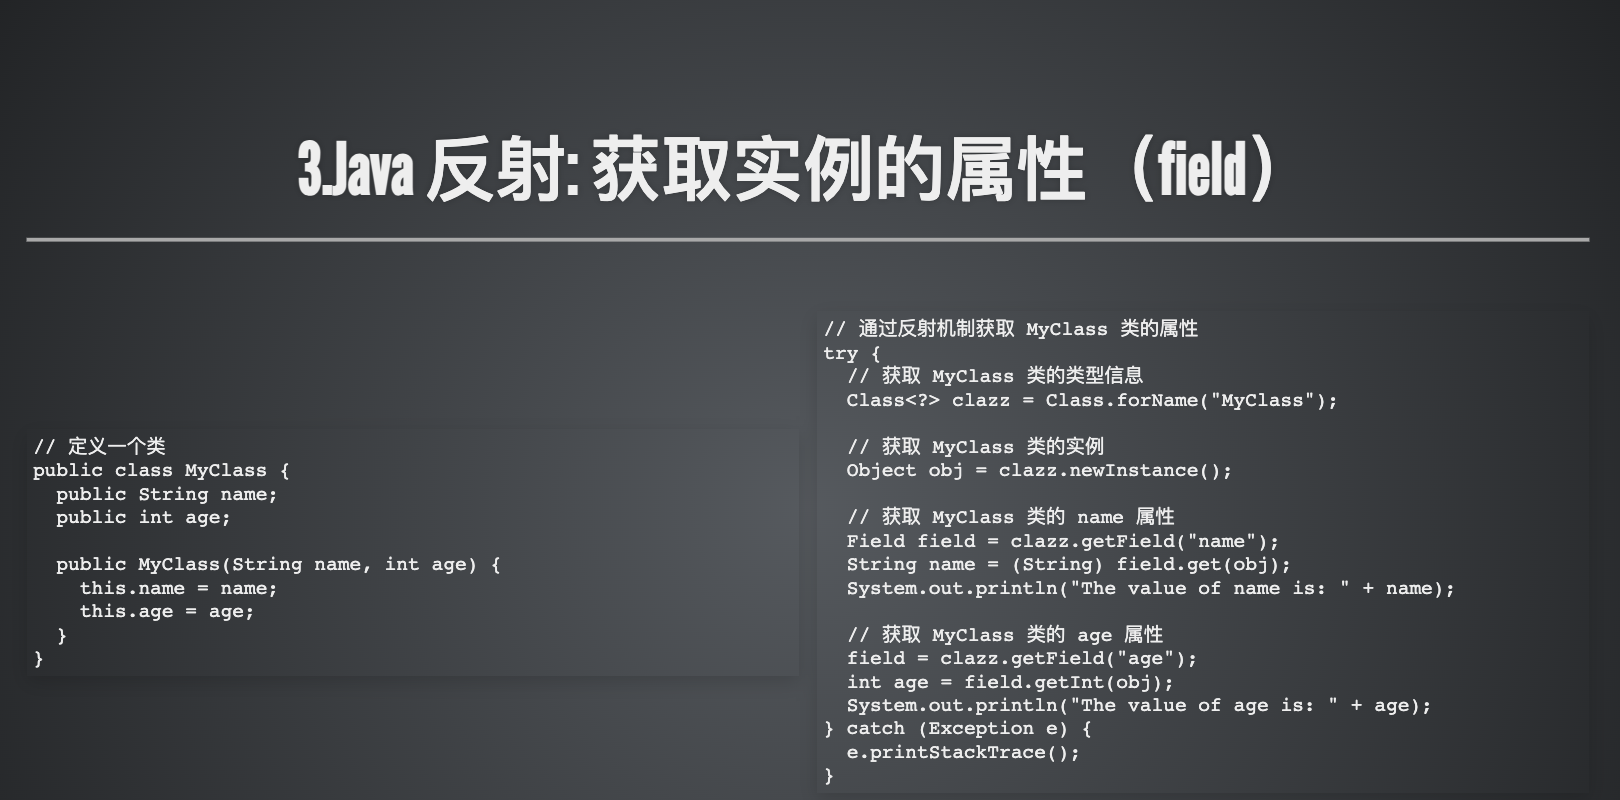 3.Java 反射: 获取实例的属性 （field）
// 定义一个类
public class MyClass {
  public String name;
  public int age;

  public MyClass(String name, int age) {
    this.name = name;
    this.age = age;
  }
}
// 通过反射机制获取 MyClass 类的属性
try {
  // 获取 MyClass 类的类型信息
  Class<?> clazz = Class.forName("MyClass");

  // 获取 MyClass 类的实例
  Object obj = clazz.newInstance();

  // 获取 MyClass 类的 name 属性
  Field field = clazz.getField("name");
  String name = (String) field.get(obj);
  System.out.println("The value of name is: " + name);

  // 获取 MyClass 类的 age 属性
  field = clazz.getField("age");
  int age = field.getInt(obj);
  System.out.println("The value of age is: " + age);
} catch (Exception e) {
  e.printStackTrace();
}